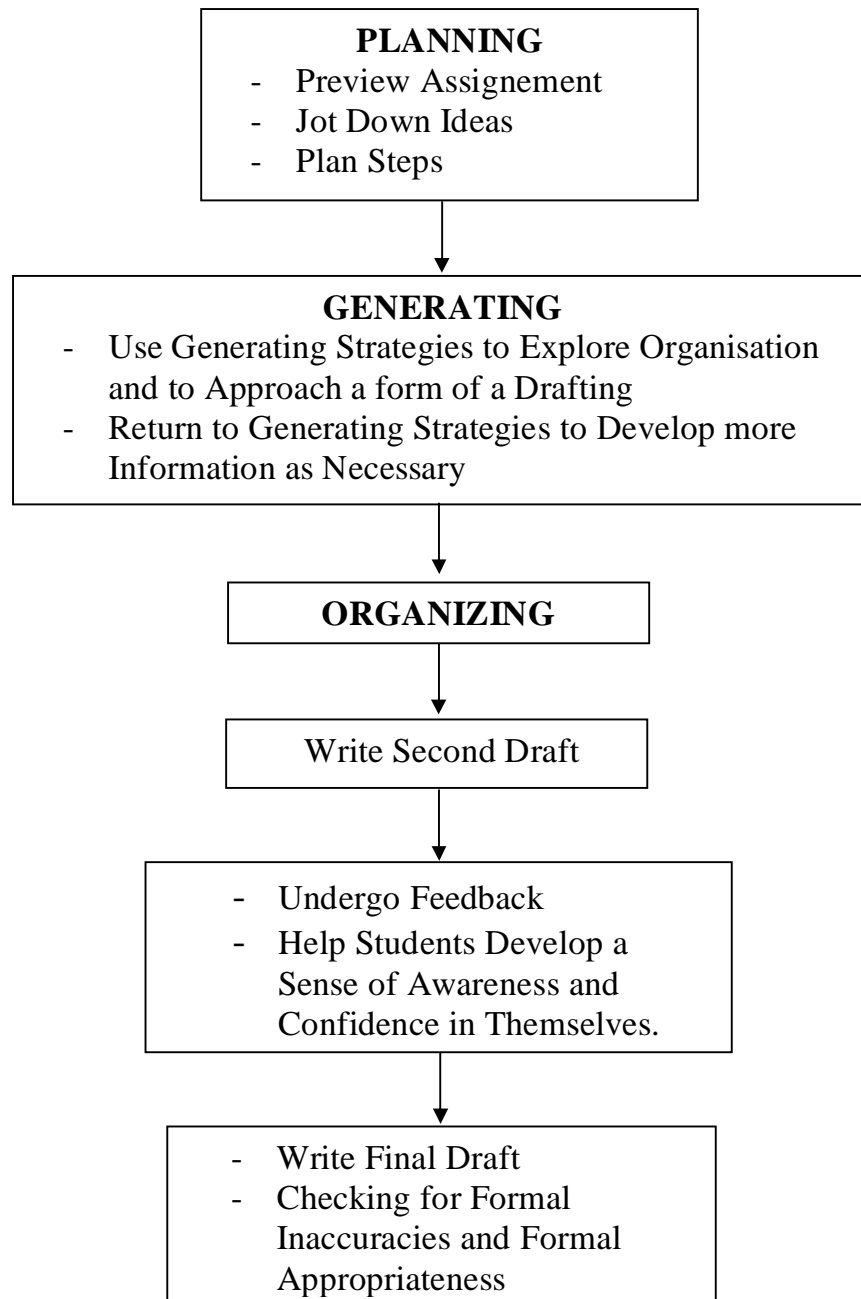 PLANNING
- Preview Assignement
- Jot Down Ideas
- Plan Steps
GENERATING
- Use Generating Strategies to Explore Organisation
and to Approach a form of a Drafting
- Return to Generating Strategies to Develop more
Information as Necessary
ORGANIZING
Write Second Draft
- Undergo Feedback
- Help Students Develop a
Sense of Awareness and
Confidence in Themselves.
- Write Final Draft
- Checking for Formal
Inaccuracies and Formal
Appropriateness